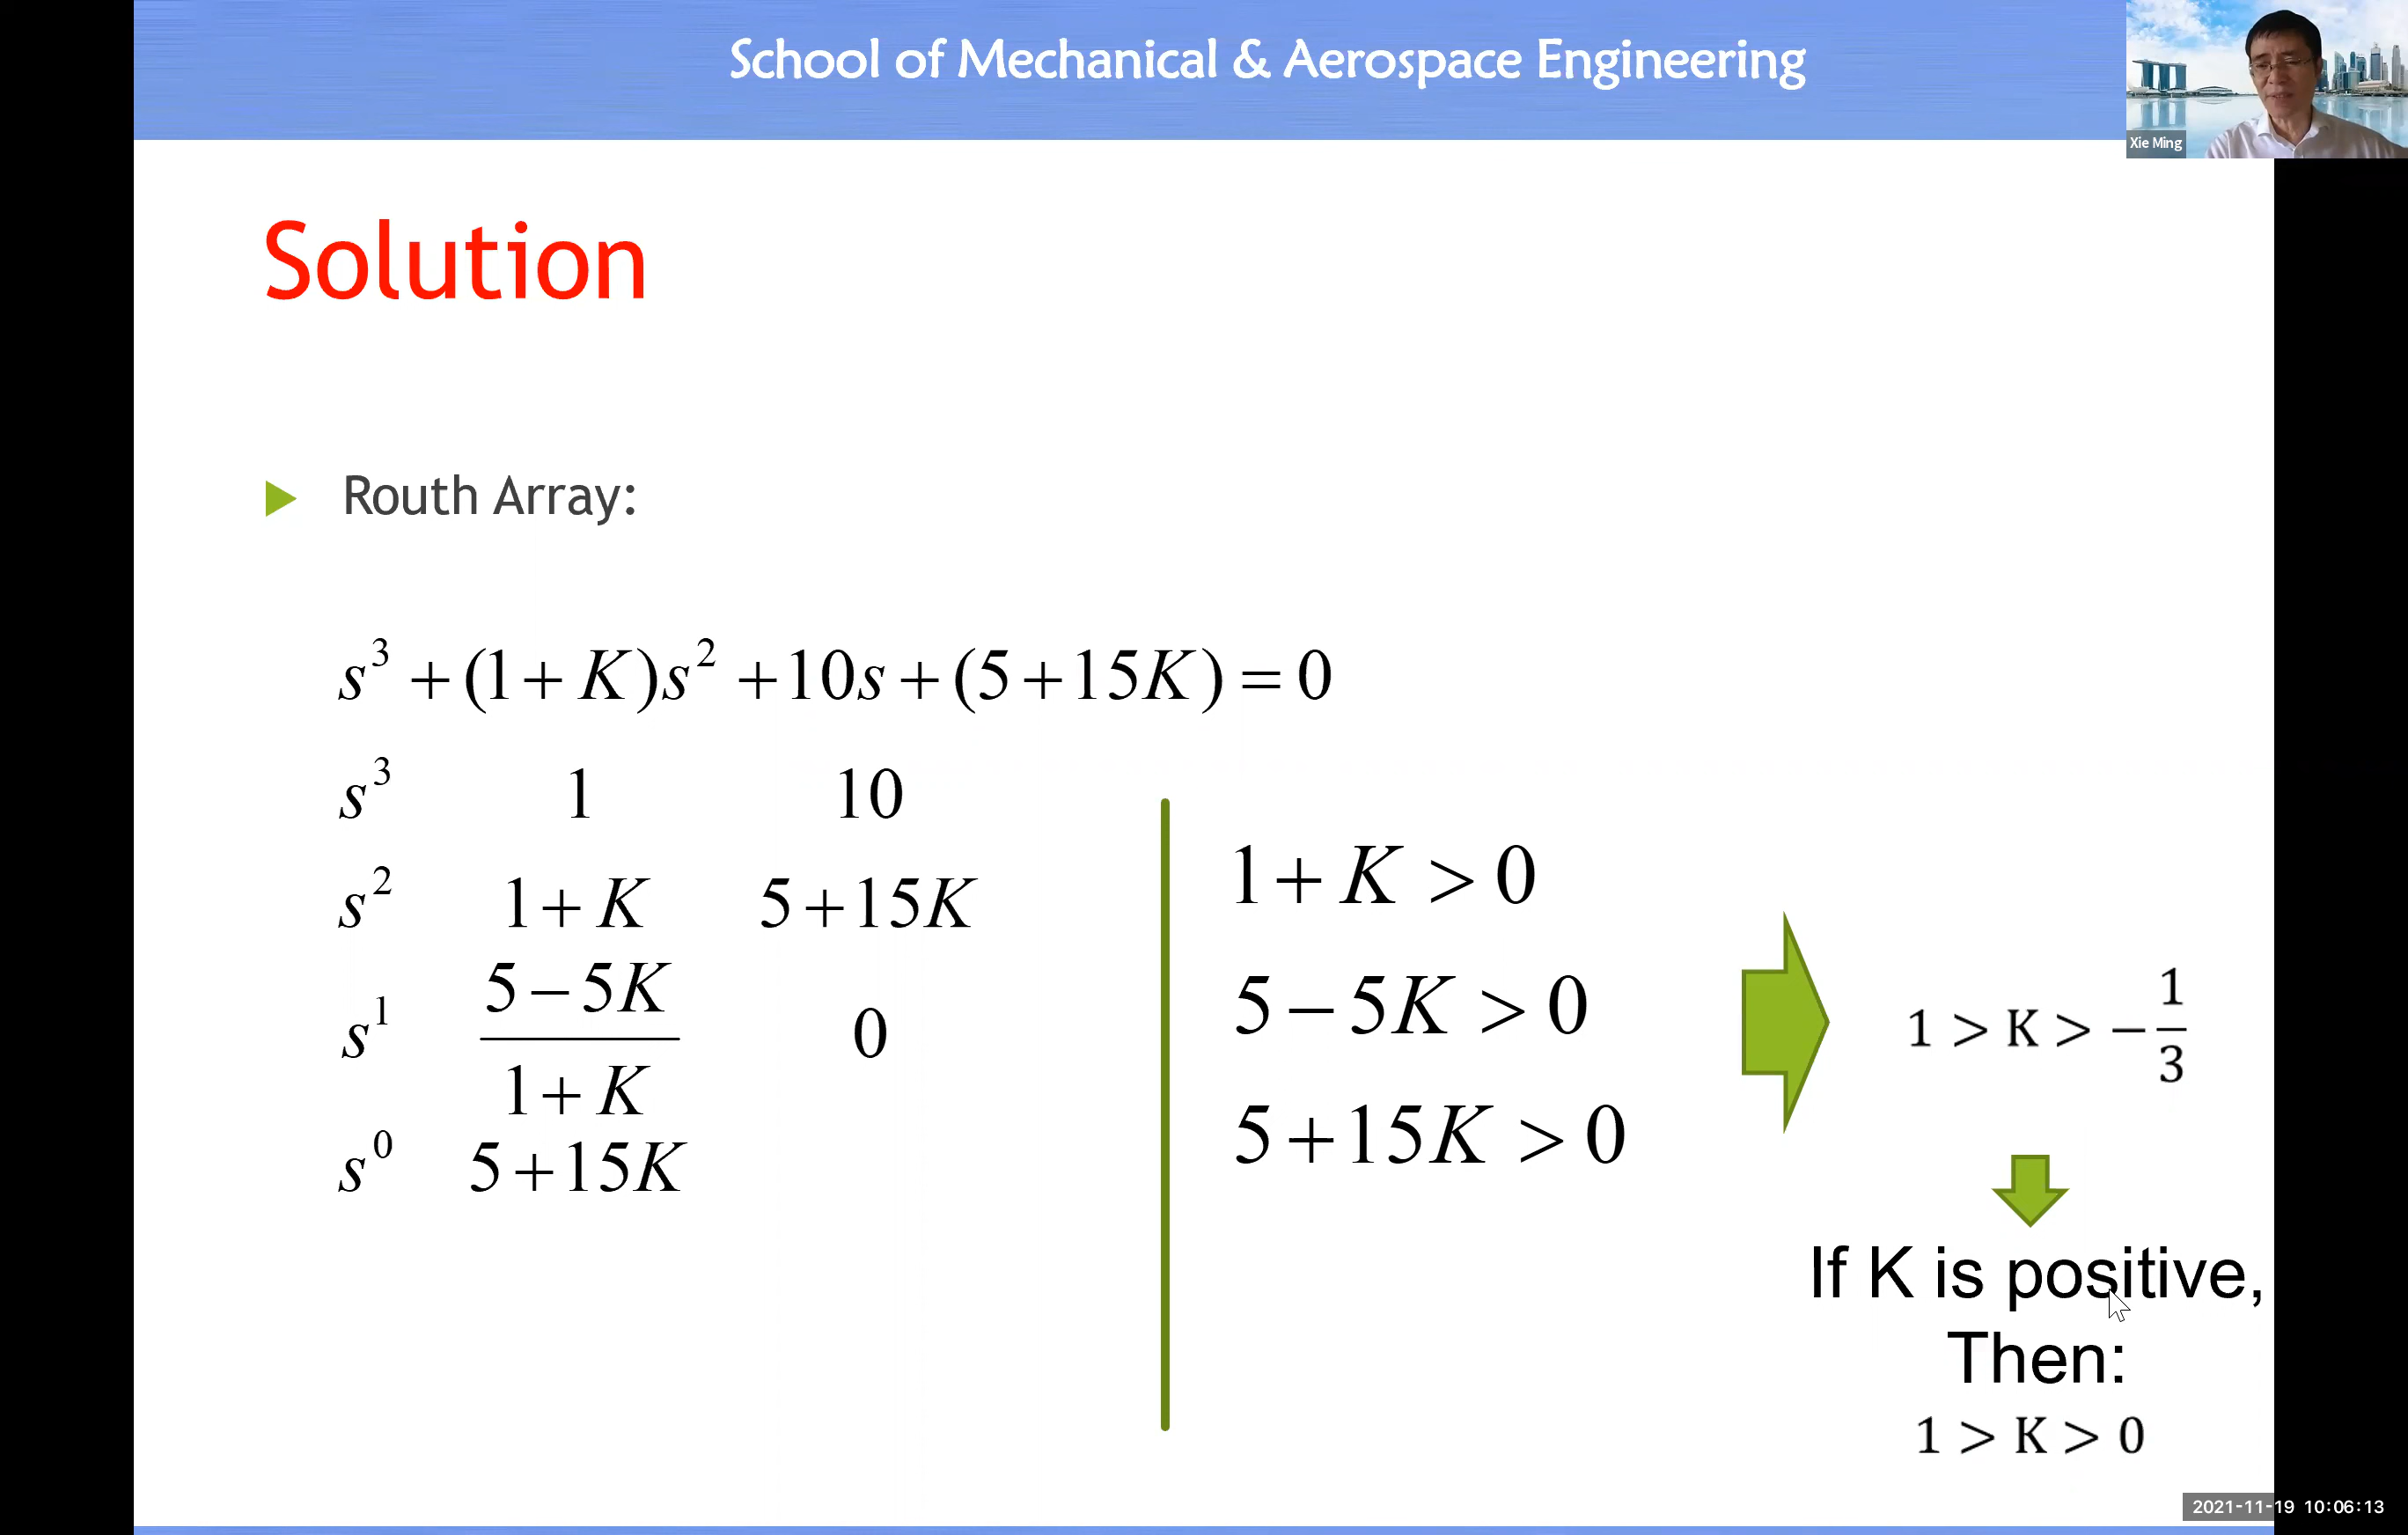 School of Mechanical & Aerospace Engineering
Xie Ming
Solution
Routh Array:
s³ + (1 + K)s² + 10s + (5 + 15K) = 0
s³ 1 10
s² 1 + K 5 + 15K
s¹ (5 − 5K)/(1 + K) 0
s⁰ 5 + 15K
1 + K > 0
5 − 5K > 0
5 + 15K > 0
1 > K > −1/3
If K is positive,
Then:
1 > K > 0
2021-11-19 10:06:13